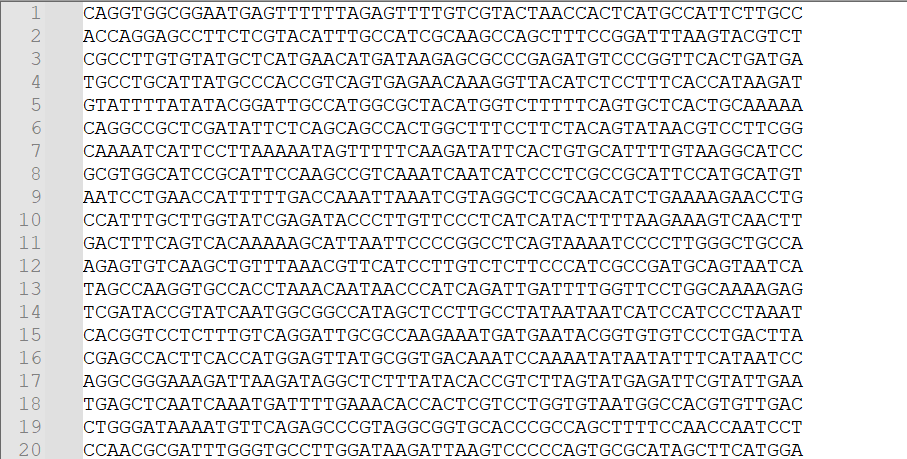 1 CAGGTGGCGGAATGAGTTTTTTAGAGTTTTGTCGTACTAACCACTCATGCCATTCTTGCC
2 ACCAGGAGCCTTCTCGTACATTTGCCATCGCAAGCCAGCTTTCCGGATTTAAGTACGTCT
3 CGCCTTGTGTATGCTCATGAACATGATAAGAGCGCCCGAGATGTCCCGGTTCACTGATGA
4 TGCCTGCATTATGCCCACCGTCAGTGAGAACAAAGGTTACATCTCCTTTCACCATAAGAT
5 GTATTTTATATACGGATTGCCATGGCGCTACATGGTCTTTTTCAGTGCTCACTGCAAAAA
6 CAGGCCGCTCGATATTCTCAGCAGCCACTGGCTTTCCTTCTACAGTATAACGTCCTTCGG
7 CAAAATCATTCCTTAAAAATAGTTTTTCAAGATATTCACTGTGCATTTTGTAAGGCATCC
8 GCGTGGCATCCGCATTCCAAGCCGTCAAATCAATCATCCCTCGCCGCATTCCATGCATGT
9 AATCCTGAACCATTTTTGACCAAATTAAATCGTAGGCTCGCAACATCTGAAAAGAACCTG
10 CCATTTGCTTGGTATCGAGATACCCTTGTTCCCTCATCATACTTTTAAGAAAGTCAACTT
11 GACTTTCAGTCACAAAAAGCATTAATTCCCCGGCCTCAGTAAAATCCCCTTGGGCTGCCA
12 AGAGTGTCAAGCTGTTTAAACGTTCATCCTTGTCTCTTCCCATCGCCGATGCAGTAATCA
13 TAGCCAAGGTGCCACCTAAACAATAACCCATCAGATTGATTTTGGTTCCTGGCAAAAGAG
14 TCGATACCGTATCAATGGCGGCCATAGCTCCTTGCCTATAATAATCATCCATCCCTAAAT
15 CACGGTCCTCTTTGTCAGGATTGCGCCAAGAAATGATGAATACGGTGTGTCCCTGACTTA
16 CGAGCCACTTCACCATGGAGTTATGCGGTGACAAATCCAAAATATAATATTTCATAATCC
17 AGGCGGGAAAGATTAAGATAGGCTCTTTATACACCGTCTTAGTATGAGATTCGTATTGAA
18 TGAGCTCAATCAAATGATTTTGAAACACCACTCGTCCTGGTGTAATGGCCACGTGTTGAC
19 CTGGGATAAAATGTTCAGAGCCCGTAGGCGGTGCACCCGCCAGCTTTTCCAACCAATCCT
20 CCAACGCGATTTGGGTGCCTTGGATAAGATTAAGTCCCCCAGTGCGCATAGCTTCATGGA